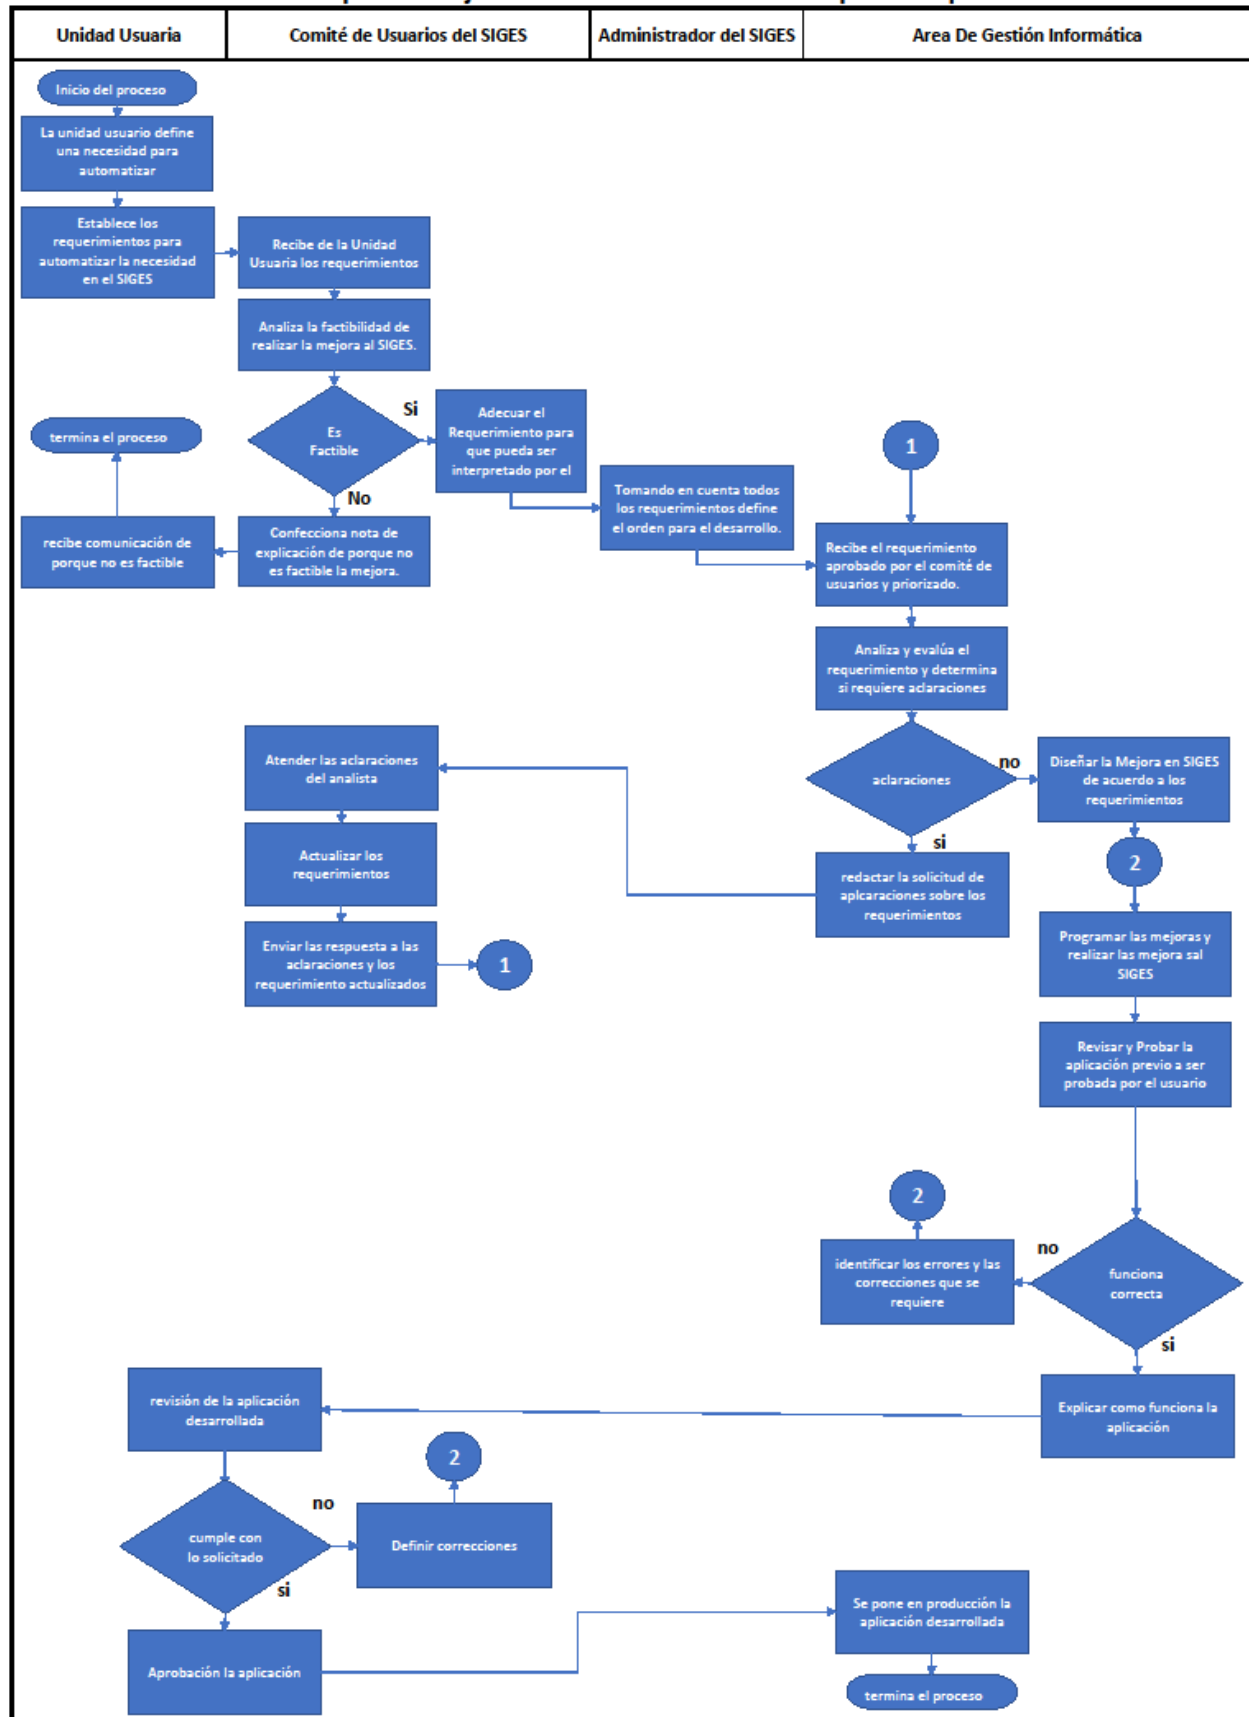 Unidad Usuaria
Comité de Usuarios del SIGES
Administrador del SIGES
Area De Gestión Informática
Inicio del proceso
La unidad usuario define
una necesidad para
automatizar
Establece los
requerimientos para
automatizar la necesidad
en el SIGES
Recibe de la Unidad
Usuaria los requerimientos
Analiza la factibilidad de
realizar la mejora al SIGES.
Es
Factible
Si
No
Adecuar el
Requerimiento para
que pueda ser
interpretado por el
termina el proceso
recibe comunicación de
porque no es factible
Confecciona nota de
explicación de porque no
es factible la mejora.
Tomando en cuenta todos
los requerimientos define
el orden para el desarrollo.
1
Recibe el requerimiento
aprobado por el comité de
usuarios y priorizado.
Analiza y evalúa el
requerimiento y determina
si requiere aclaraciones
aclaraciones
no
si
Diseñar la Mejora en SIGES
de acuerdo a los
requerimientos
2
redactar la solicitud de
aplcaraciones sobre los
requerimientos
Atender las aclaraciones
del analista
Actualizar los
requerimientos
Enviar las respuesta a las
aclaraciones y los
requerimiento actualizados
1
Programar las mejoras y
realizar las mejora sal
SIGES
Revisar y Probar la
aplicación previo a ser
probada por el usuario
funciona
correcta
no
si
2
identificar los errores y las
correcciones que se
requiere
Explicar como funciona la
aplicación
revisión de la aplicación
desarrollada
cumple con
lo solicitado
no
si
2
Definir correcciones
Aprobación la aplicación
Se pone en producción la
aplicación desarrollada
termina el proceso